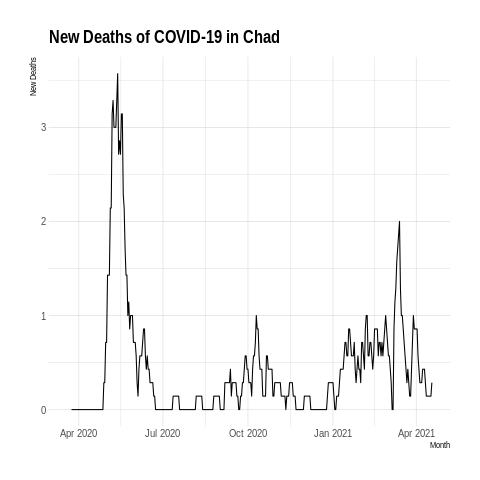 New Deaths of COVID-19 in Chad
New Deaths
3
2
1
0
Apr 2020 Jul 2020 Oct 2020 Jan 2021 Apr 2021
Month